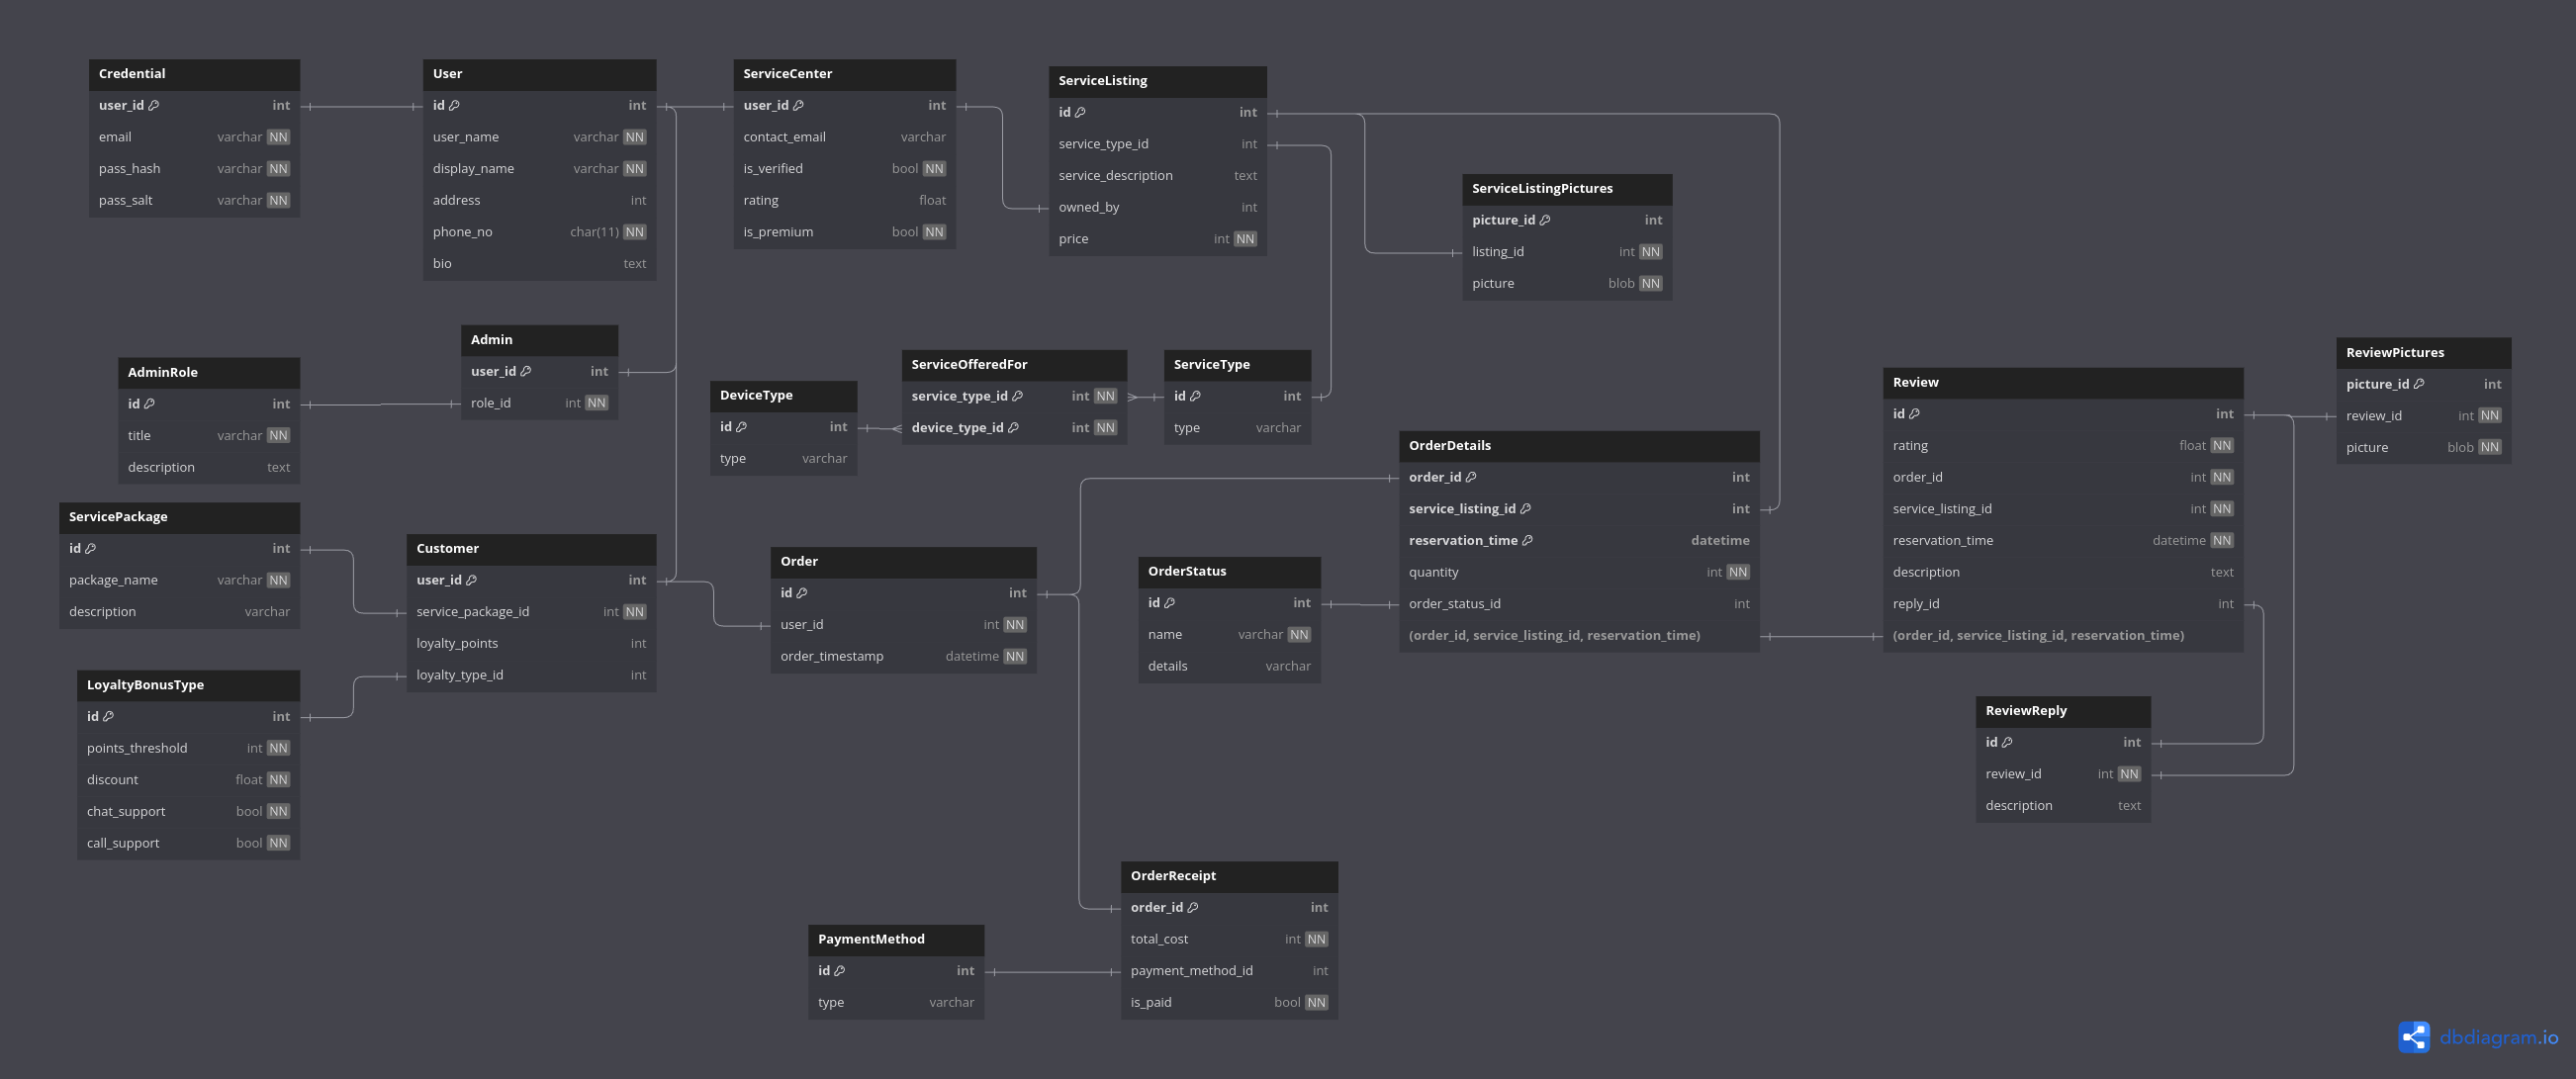 Credential
user_id int
email varchar NN
pass_hash varchar NN
pass_salt varchar NN
User
id int
user_name varchar NN
display_name varchar NN
address int
phone_no char(11) NN
bio text
ServiceCenter
user_id int
contact_email varchar
is_verified bool NN
rating float
is_premium bool NN
ServiceListing
id int
service_type_id int
service_description text
owned_by int
price int NN
ServiceListingPictures
picture_id int
listing_id int NN
picture blob NN
Admin
user_id int
role_id int NN
AdminRole
id int
title varchar NN
description text
DeviceType
id int
type varchar
ServiceOfferedFor
service_type_id int NN
device_type_id int NN
ServiceType
id int
type varchar
ReviewPictures
picture_id int
review_id int NN
picture blob NN
Review
id int
rating float NN
order_id int NN
service_listing_id int NN
reservation_time datetime NN
description text
reply_id int
(order_id, service_listing_id, reservation_time)
OrderDetails
order_id int
service_listing_id int
reservation_time datetime
quantity int NN
order_status_id int
(order_id, service_listing_id, reservation_time)
ServicePackage
id int
package_name varchar NN
description varchar
Customer
user_id int
service_package_id int NN
loyalty_points int
loyalty_type_id int
Order
id int
user_id int NN
order_timestamp datetime NN
OrderStatus
id int
name varchar NN
details varchar
LoyaltyBonusType
id int
points_threshold int NN
discount float NN
chat_support bool NN
call_support bool NN
ReviewReply
id int
review_id int NN
description text
OrderReceipt
order_id int
total_cost int NN
payment_method_id int
is_paid bool NN
PaymentMethod
id int
type varchar
dbdiagram.io